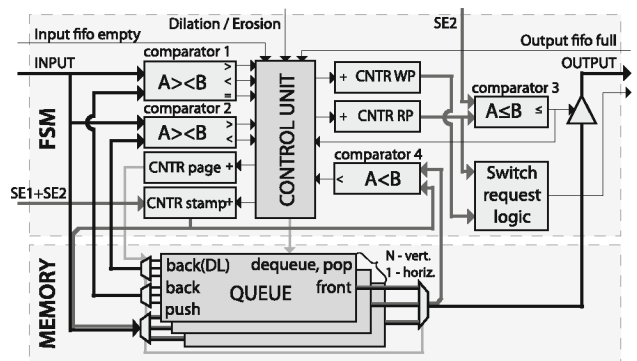 Dilation / Erosion
SE2
Input fifo empty
Output fifo full
INPUT
OUTPUT
comparator 1
A><B
>
<
=
comparator 2
A><B
>
<
CNTR page +
CNTR stamp+
SE1+SE2
FSM
CONTROL UNIT
+ CNTR WP
+ CNTR RP
comparator 3
A≤B ≤
comparator 4
< A<B
Switch
request
logic
MEMORY
back(DL) dequeue, pop
back front
push
QUEUE
N - vert.
1 - horiz.